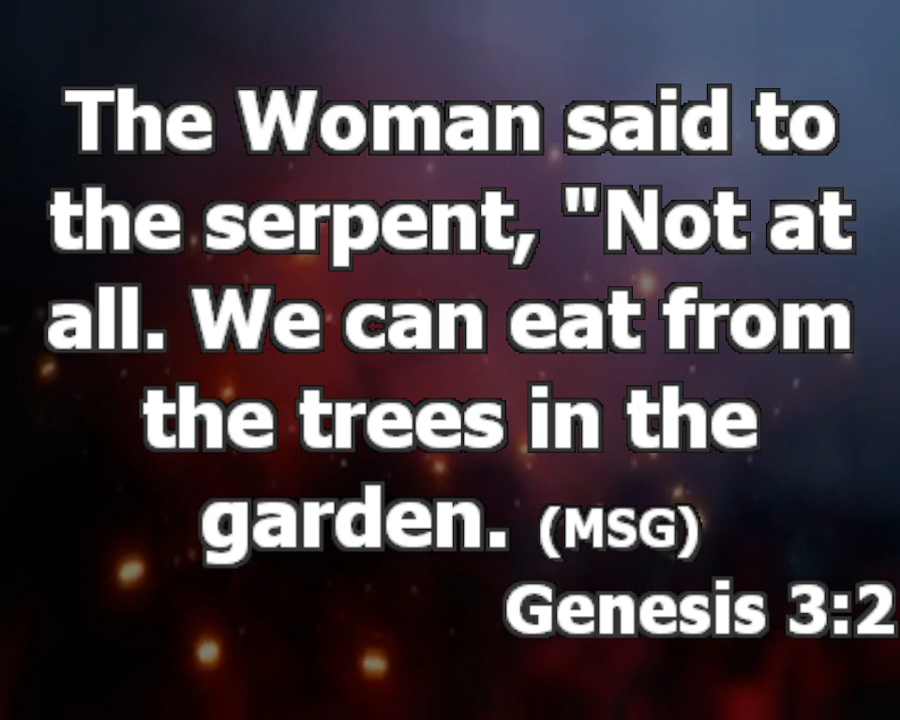 The Woman said to
the serpent, "Not at
all. We can eat from
the trees in the
garden. (MSG)
Genesis 3:2